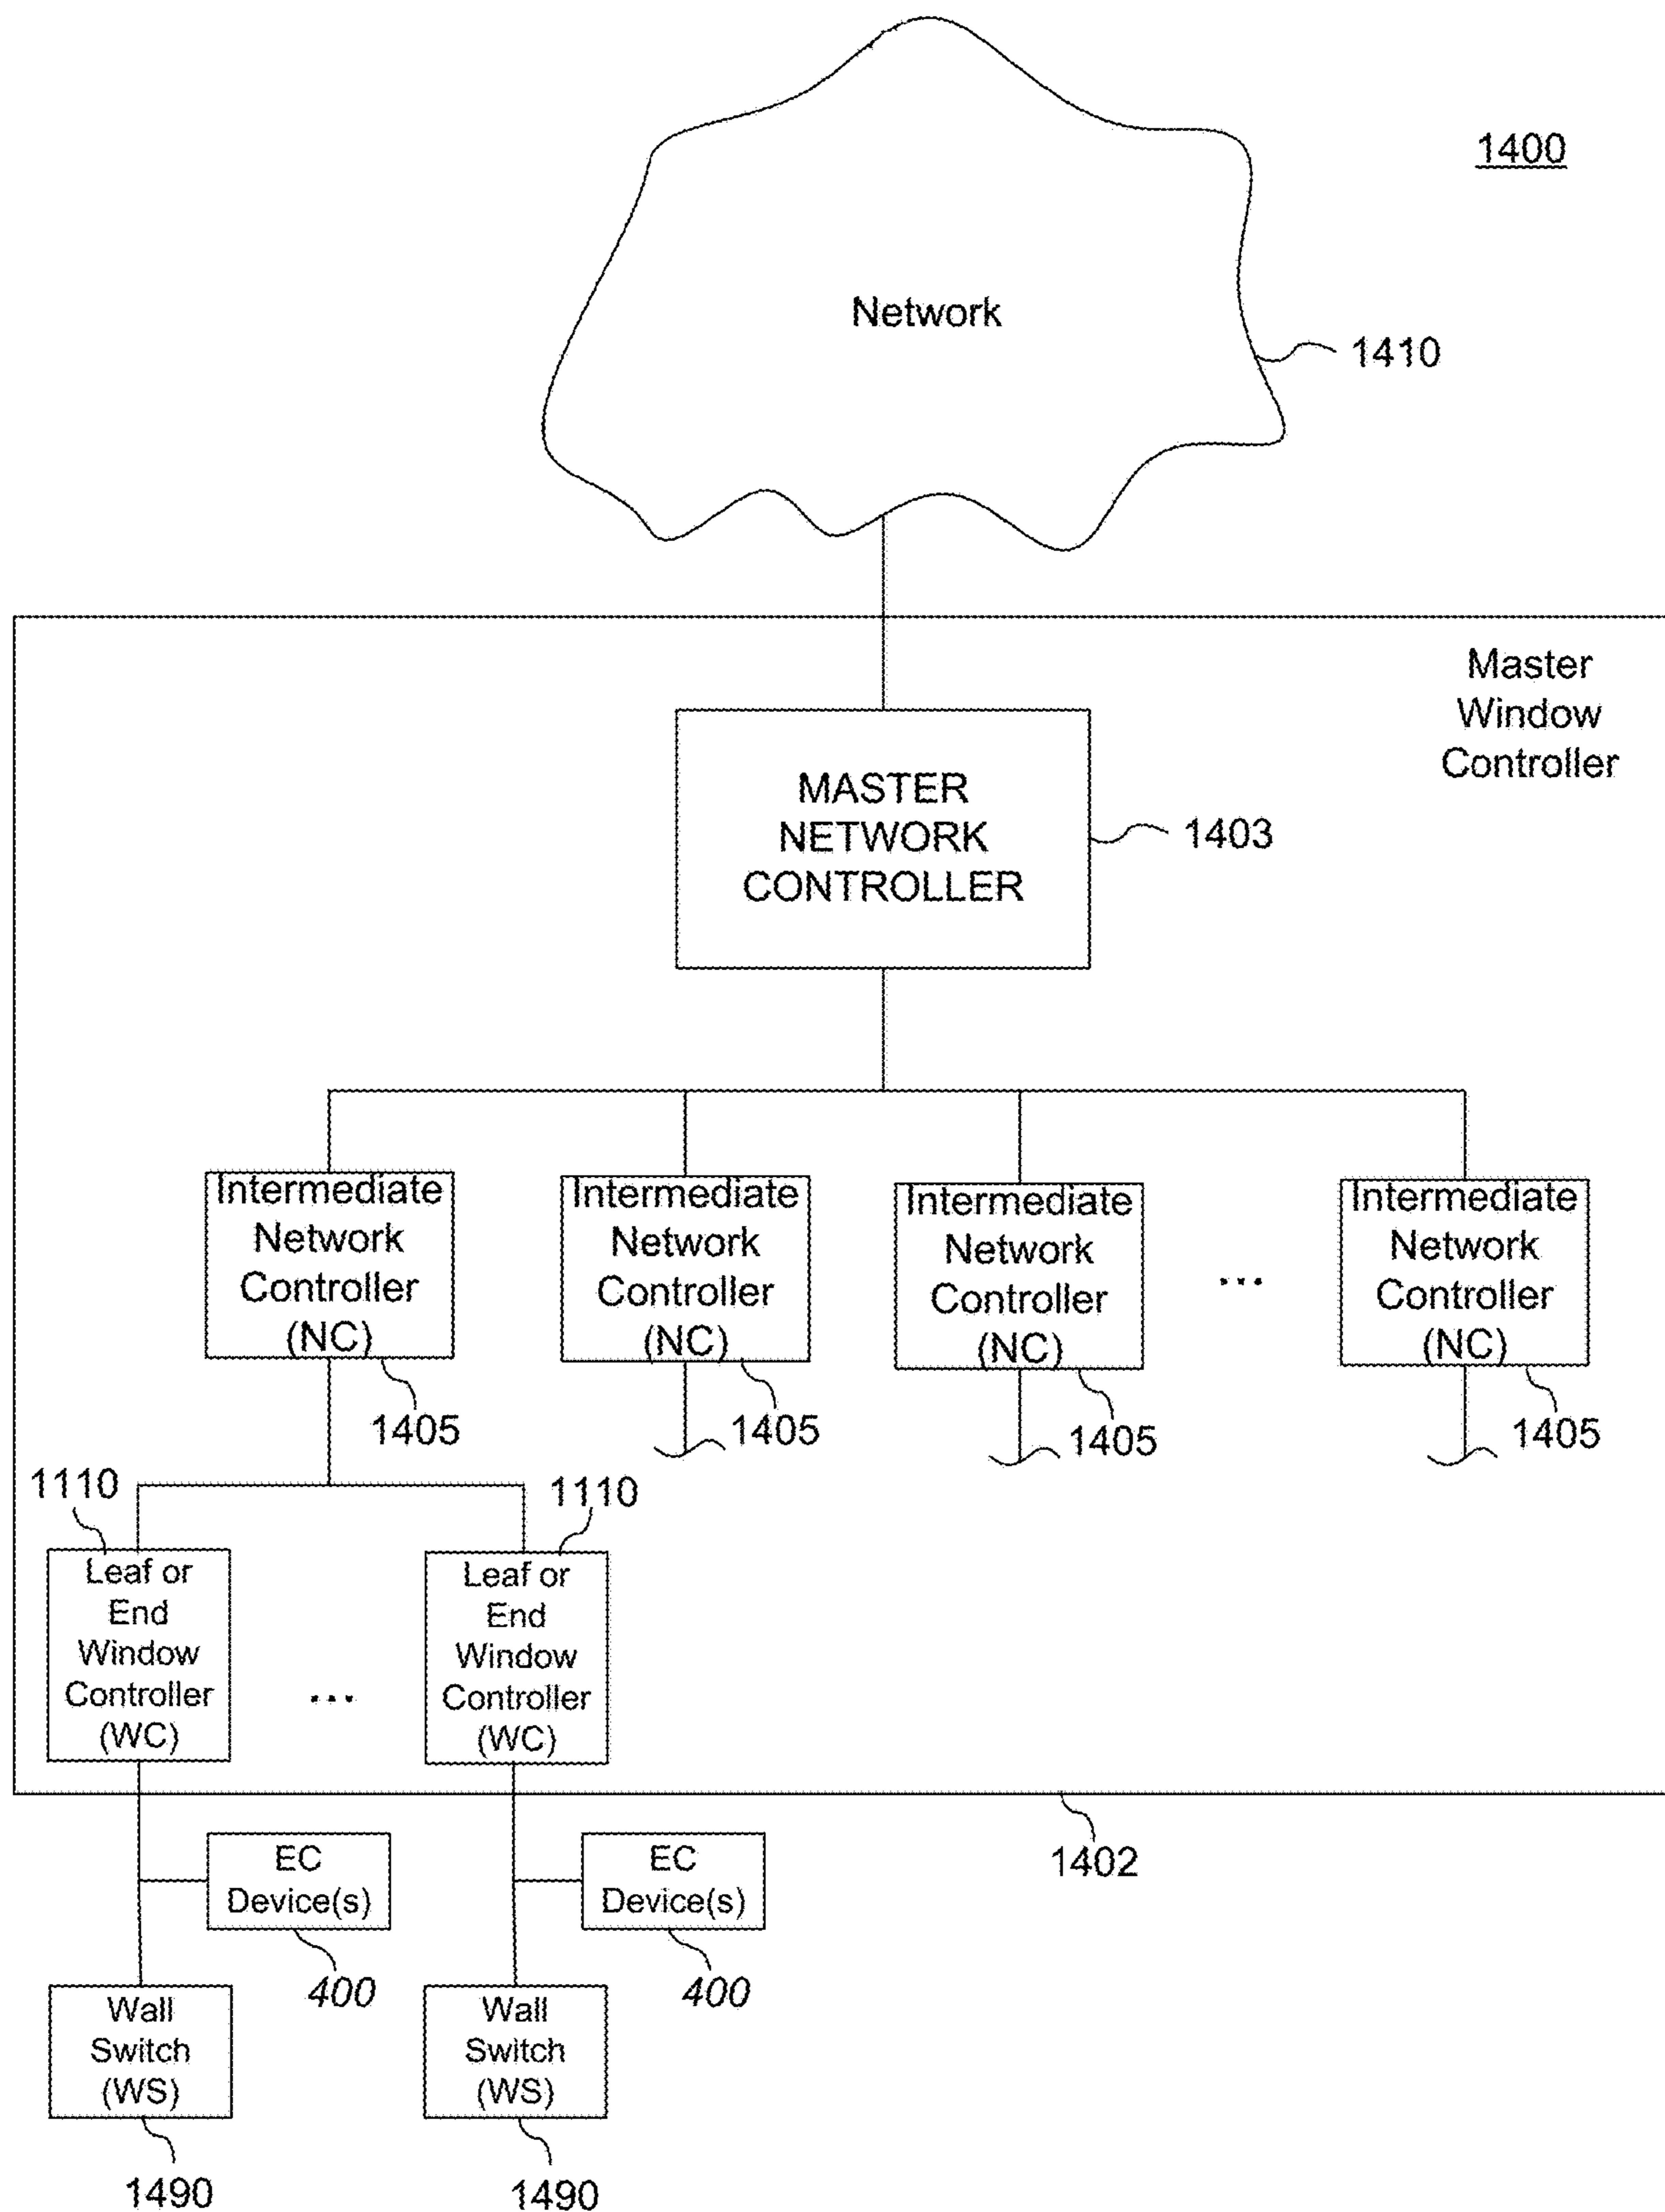 1400
Network
1410
Master
Window
Controller
MASTER
NETWORK
CONTROLLER
1403
Intermediate
Network
Controller
(NC)
1405
Intermediate
Network
Controller
(NC)
1405
Intermediate
Network
Controller
(NC)
1405
...
Intermediate
Network
Controller
(NC)
1405
1110
Leaf or
End
Window
Controller
(WC)
...
1110
Leaf or
End
Window
Controller
(WC)
1402
EC
Device(s)
400
EC
Device(s)
400
Wall
Switch
(WS)
1490
Wall
Switch
(WS)
1490